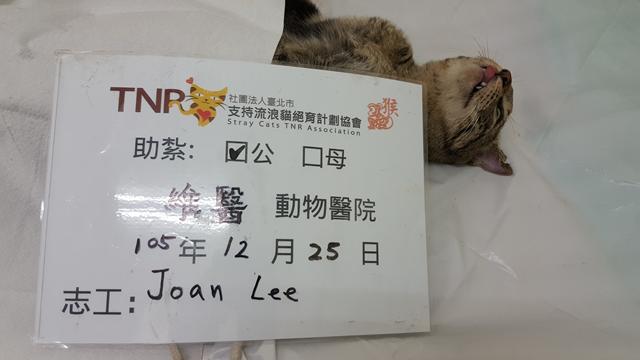 TNR 社團法人臺北市
支持流浪貓絕育計劃協會
Stray Cats TNR Association
猴
助紮: ☑公 ☐母
維醫 動物醫院
105年 12 月 25 日
志工: Joan Lee